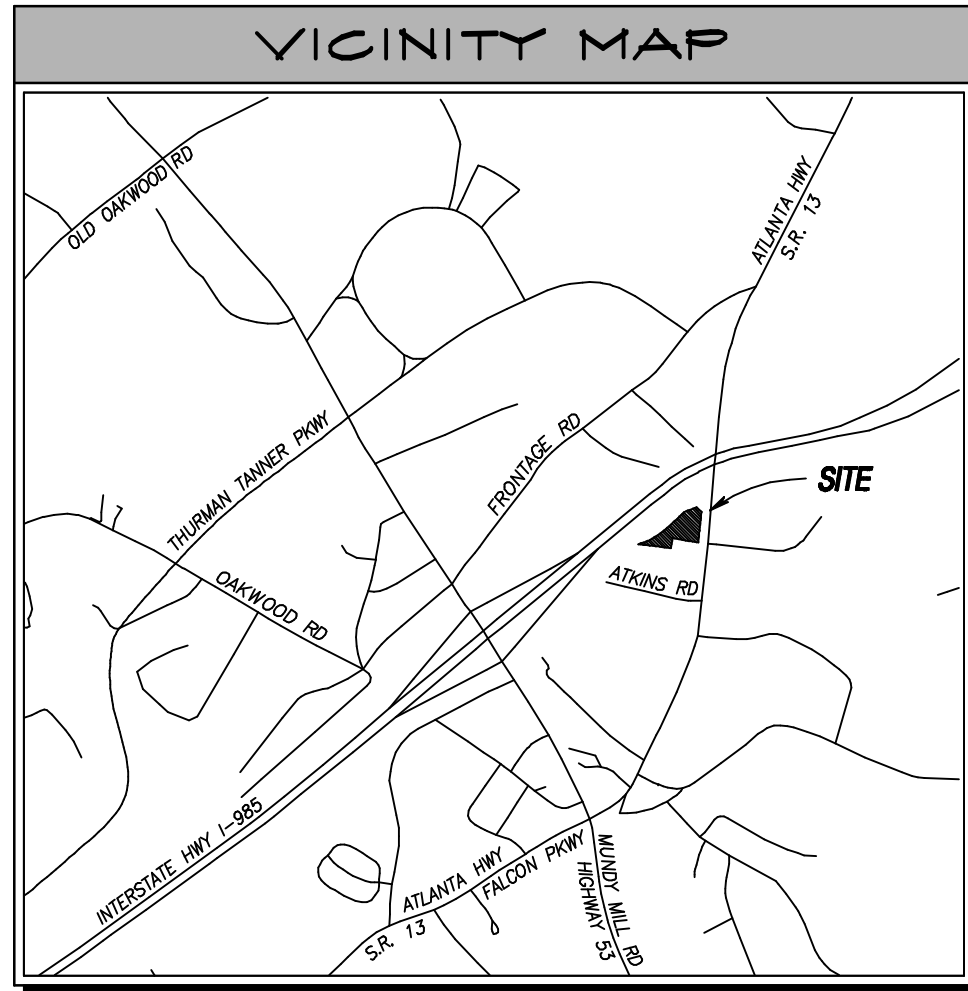 VICINITY MAP
OLD OAKWOOD RD
ATLANTA HWY
S.R. 13
THURMAN TANNER PKWY
FRONTAGE RD
SITE
OAKWOOD RD
ATKINS RD
INTERSTATE HWY I-985
ATLANTA HWY
S.R. 13
FALCON PKWY
MUNDY MILL RD
HIGHWAY 53